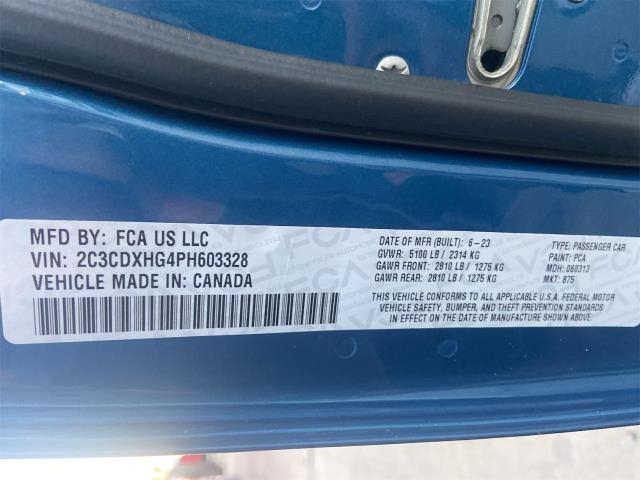 MFD BY: FCA US LLC
VIN: 2C3CDXHG4PH603328
VEHICLE MADE IN: CANADA
DATE OF MFR (BUILT): 6-23
GVWR: 5100 LB / 2314 KG
GAWR FRONT: 2810 LB / 1275 KG
GAWR REAR: 2810 LB / 1275 KG
TYPE: PASSENGER CAR
PAINT: PCA
MDH: 060313
MKT: 875
THIS VEHICLE CONFORMS TO ALL APPLICABLE U.S.A. FEDERAL MOTOR
VEHICLE SAFETY, BUMPER, AND THEFT PREVENTION STANDARDS
IN EFFECT ON THE DATE OF MANUFACTURE SHOWN ABOVE.